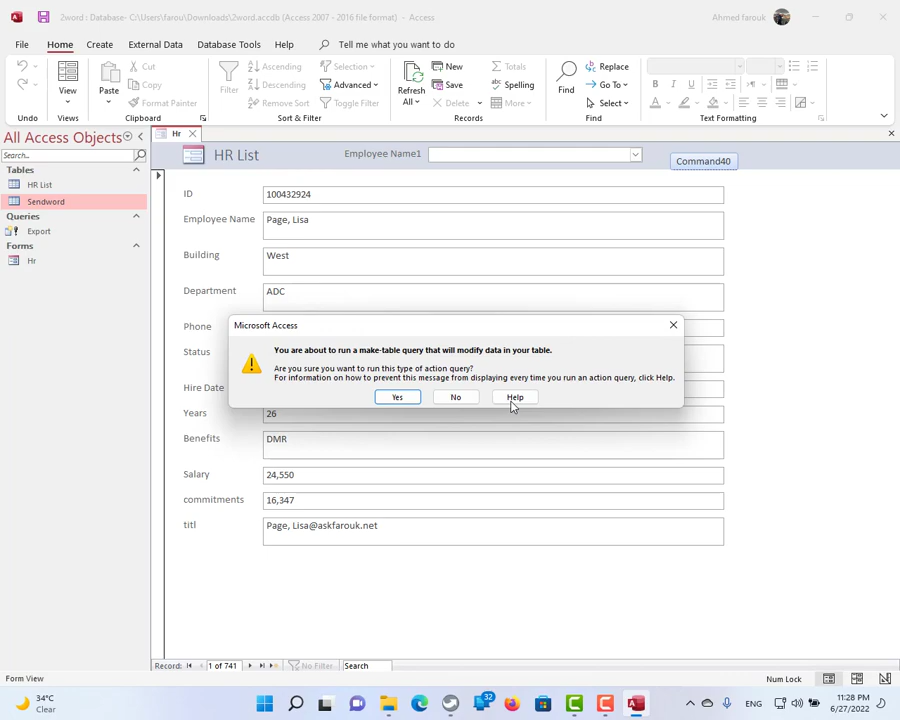 2word : Database- C:\Users\farou\Downloads\2word.accdb (Access 2007 - 2016 file format) - Access
Ahmed farouk
File Home Create External Data Database Tools Help Tell me what you want to do
View
Views
Undo
Paste
Cut
Copy
Format Painter
Clipboard
Filter
Ascending
Descending
Remove Sort
Selection
Advanced
Toggle Filter
Sort & Filter
Refresh
All
New
Save
Delete
Totals
Spelling
More
Records
Find
Replace
Go To
Select
Find
B I U
A
Text Formatting
All Access Objects
Search...
Tables
HR List
Sendword
Queries
Export
Forms
Hr
Hr
HR List
Employee Name1
Command40
ID 100432924
Employee Name Page, Lisa
Building West
Department ADC
Phone
Status
Hire Date
Years 26
Benefits DMR
Salary 24,550
commitments 16,347
titl Page, Lisa@askfarouk.net
Microsoft Access
You are about to run a make-table query that will modify data in your table.
Are you sure you want to run this type of action query?
For information on how to prevent this message from displaying every time you run an action query, click Help.
Yes No Help
Record: 1 of 741 No Filter Search
Form View Num Lock
34°C
Clear
32
ENG
11:28 PM
6/27/2022